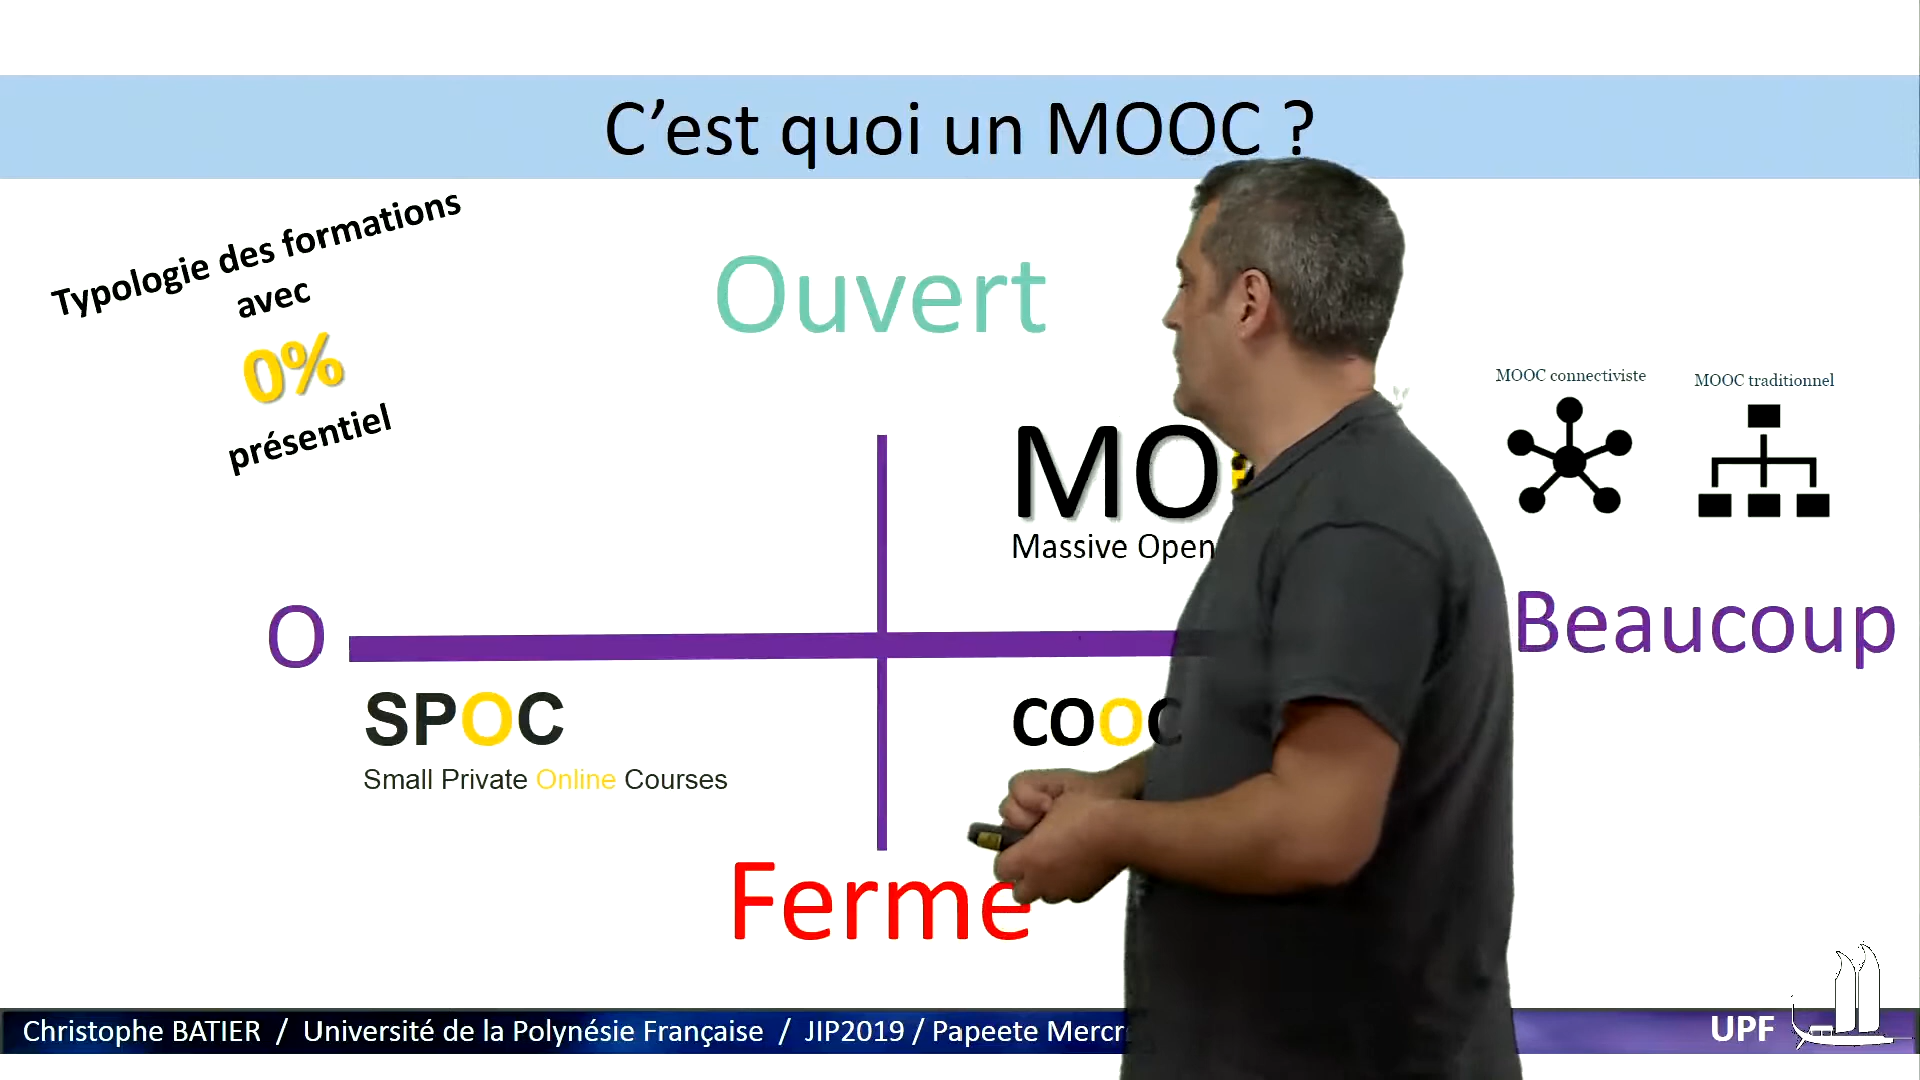 C'est quoi un MOOC ?
Typologie des formations
avec
0%
présentiel
Ouvert
MOOC connectiviste
MOOC traditionnel
MO
Massive Open
O
Beaucoup
SPOC
Small Private Online Courses
COOC
Ferme
Christophe BATIER / Université de la Polynésie Française / JIP2019 / Papeete Mercr
UPF